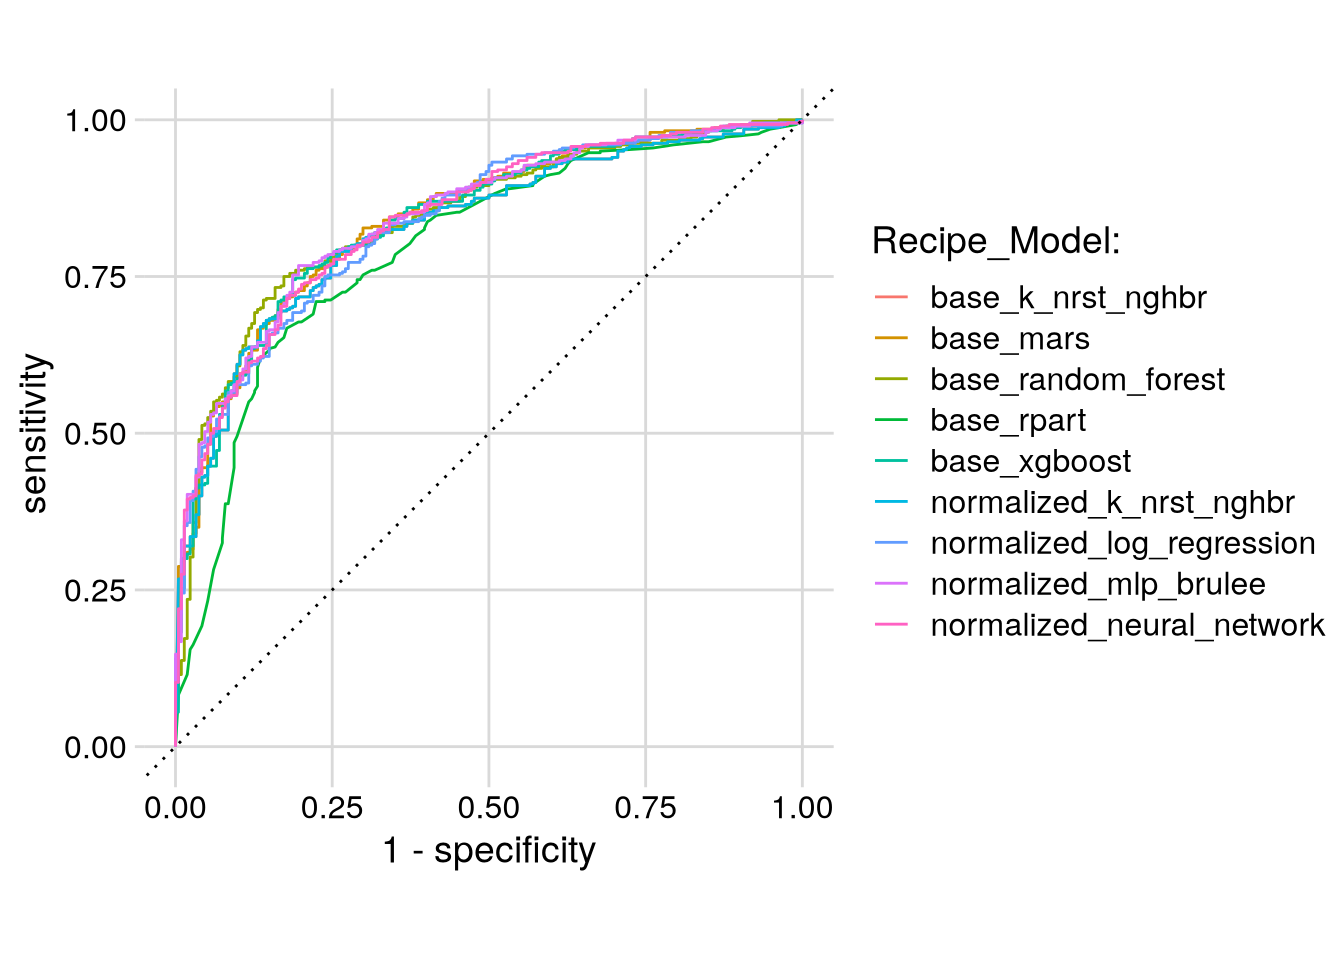 1.00
0.75
0.50
0.25
0.00
sensitivity
0.00 0.25 0.50 0.75 1.00
1 - specificity
Recipe_Model:
base_k_nrst_nghbr
base_mars
base_random_forest
base_rpart
base_xgboost
normalized_k_nrst_nghbr
normalized_log_regression
normalized_mlp_brulee
normalized_neural_network